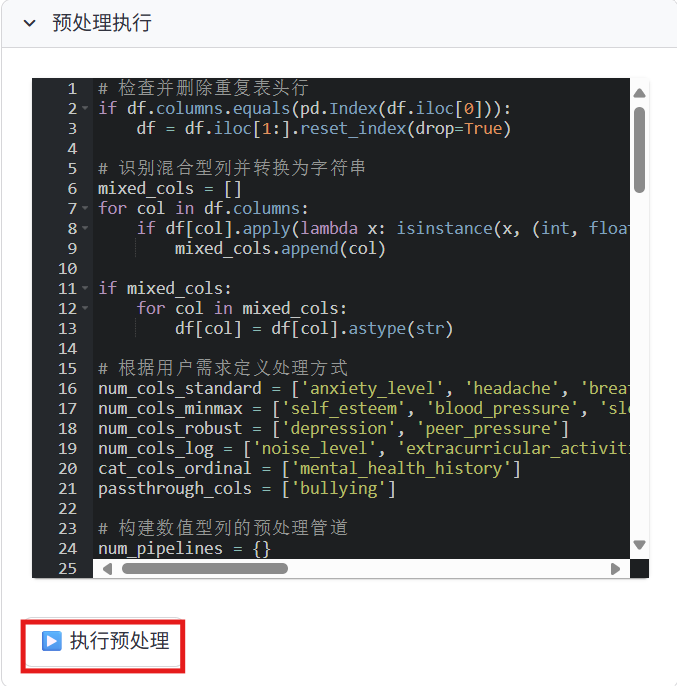 预处理执行
1 # 检查并删除重复表头行
2 if df.columns.equals(pd.Index(df.iloc[0])):
3     df = df.iloc[1:].reset_index(drop=True)
4
5 # 识别混合型列并转换为字符串
6 mixed_cols = []
7 for col in df.columns:
8     if df[col].apply(lambda x: isinstance(x, (int, floa
9         mixed_cols.append(col)
10
11 if mixed_cols:
12     for col in mixed_cols:
13         df[col] = df[col].astype(str)
14
15 # 根据用户需求定义处理方式
16 num_cols_standard = ['anxiety_level', 'headache', 'brea
17 num_cols_minmax = ['self_esteem', 'blood_pressure', 'sle
18 num_cols_robust = ['depression', 'peer_pressure']
19 num_cols_log = ['noise_level', 'extracurricular_activiti
20 cat_cols_ordinal = ['mental_health_history']
21 passthrough_cols = ['bullying']
22
23 # 构建数值型列的预处理管道
24 num_pipelines = {}
25
执行预处理